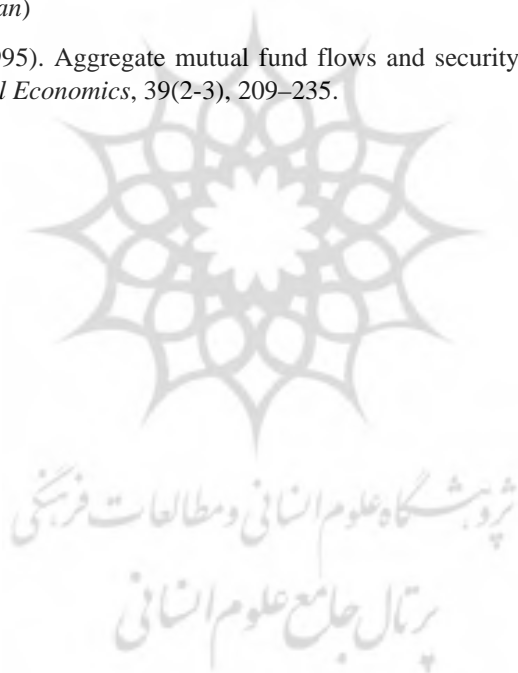 an)
995). Aggregate mutual fund flows and security
l Economics, 39(2-3), 209–235.
پژوهشگاه علوم انسانی و مطالعات فرهنگی
پرتال جامع علوم انسانی